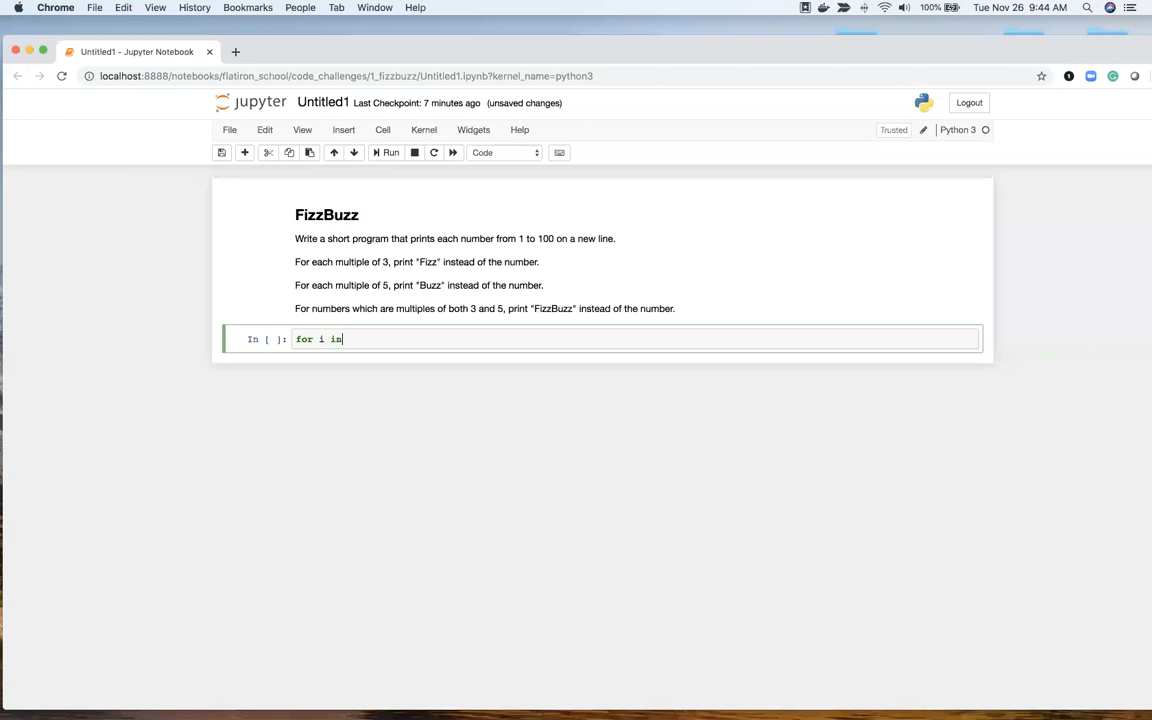 Chrome File Edit View History Bookmarks People Tab Window Help 100% Tue Nov 26 9:44 AM
Untitled1 - Jupyter Notebook
localhost:8888/notebooks/flatiron_school/code_challenges/1_fizzbuzz/Untitled1.ipynb?kernel_name=python3
jupyter Untitled1 Last Checkpoint: 7 minutes ago (unsaved changes) Logout
File Edit View Insert Cell Kernel Widgets Help Trusted Python 3
Run Code
FizzBuzz
Write a short program that prints each number from 1 to 100 on a new line.
For each multiple of 3, print "Fizz" instead of the number.
For each multiple of 5, print "Buzz" instead of the number.
For numbers which are multiples of both 3 and 5, print "FizzBuzz" instead of the number.
In [ ]: for i in